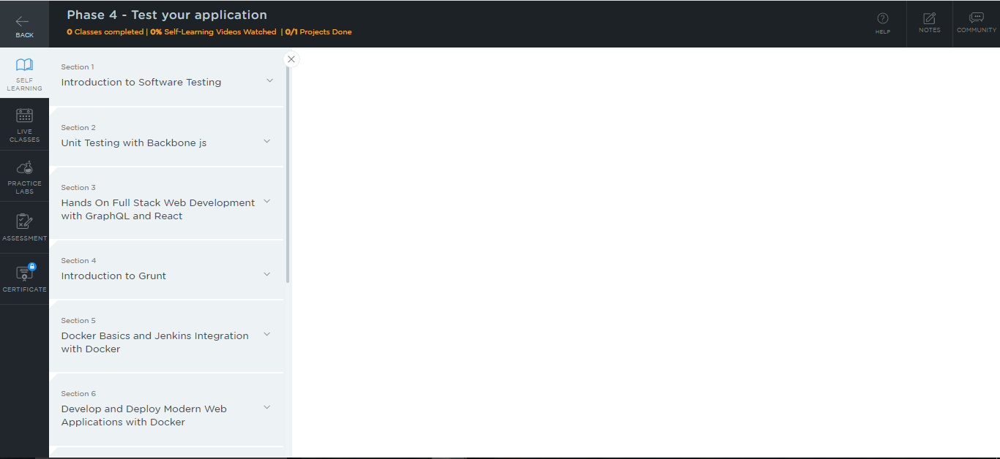 BACK
Phase 4 - Test your application
0 Classes completed | 0% Self-Learning Videos Watched | 0/1 Projects Done
HELP
NOTES
COMMUNITY
SELF
LEARNING
LIVE
CLASSES
PRACTICE
LABS
ASSESSMENT
CERTIFICATE
Section 1
Introduction to Software Testing
Section 2
Unit Testing with Backbone js
Section 3
Hands On Full Stack Web Development
with GraphQL and React
Section 4
Introduction to Grunt
Section 5
Docker Basics and Jenkins Integration
with Docker
Section 6
Develop and Deploy Modern Web
Applications with Docker